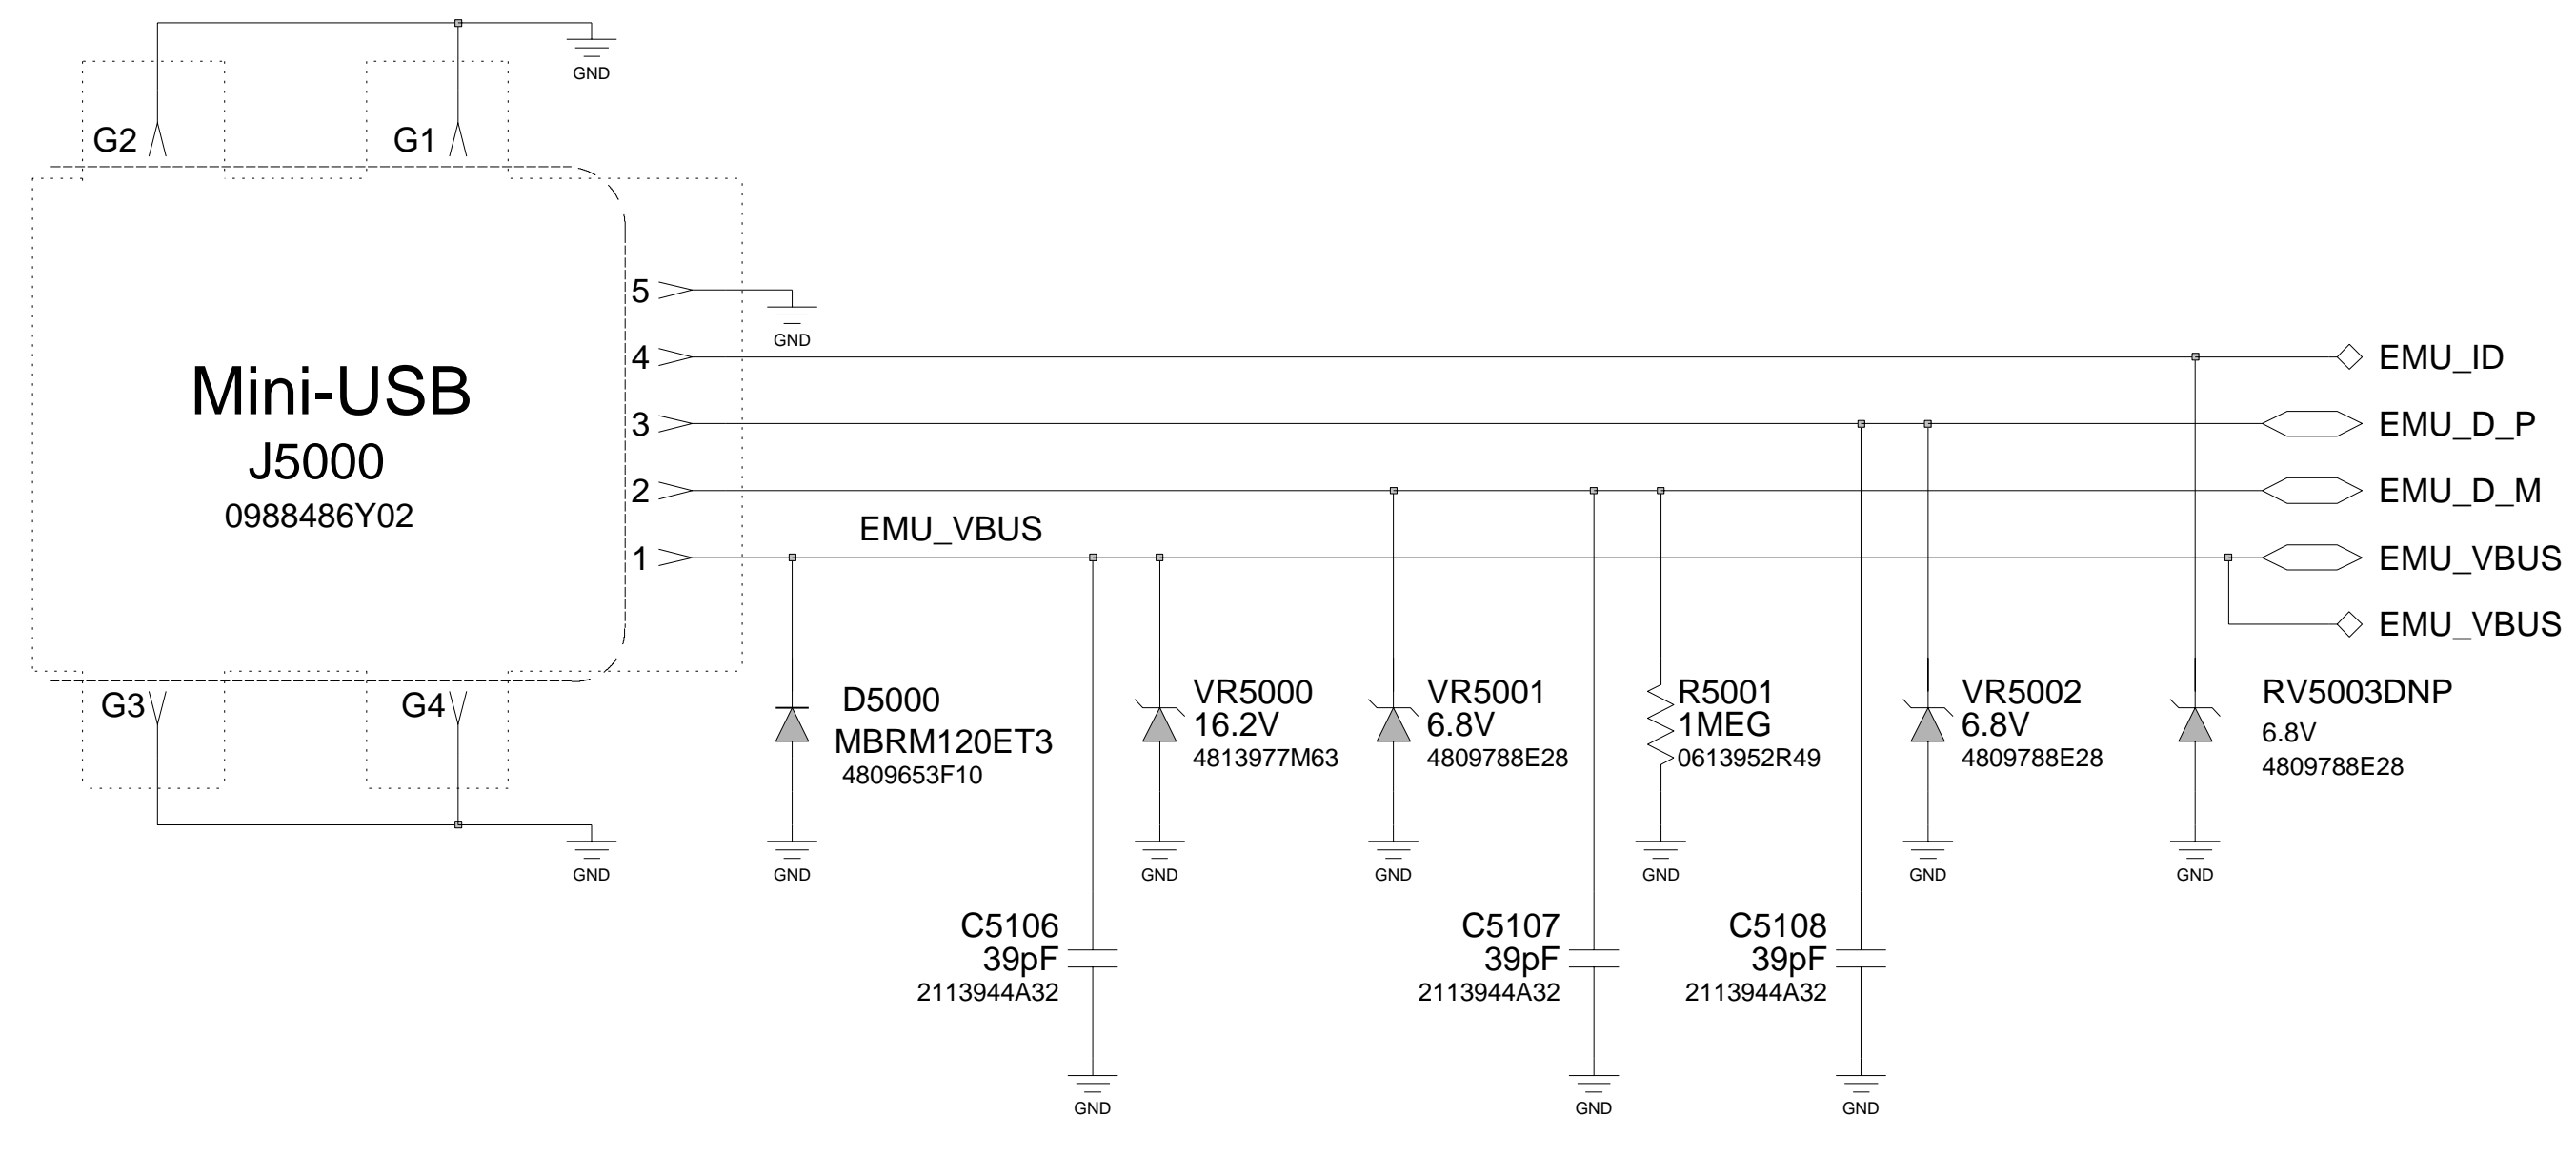 GND
G2
G1
5
GND
4
EMU_ID
Mini-USB
3
EMU_D_P
J5000
2
EMU_D_M
0988486Y02
EMU_VBUS
1
EMU_VBUS
EMU_VBUS
G3
G4
D5000
MBRM120ET3
4809653F10
VR5000
16.2V
4813977M63
VR5001
6.8V
4809788E28
R5001
1MEG
0613952R49
VR5002
6.8V
4809788E28
RV5003DNP
6.8V
4809788E28
GND
GND
GND
GND
GND
GND
GND
C5106
39pF
2113944A32
C5107
39pF
2113944A32
C5108
39pF
2113944A32
GND
GND
GND